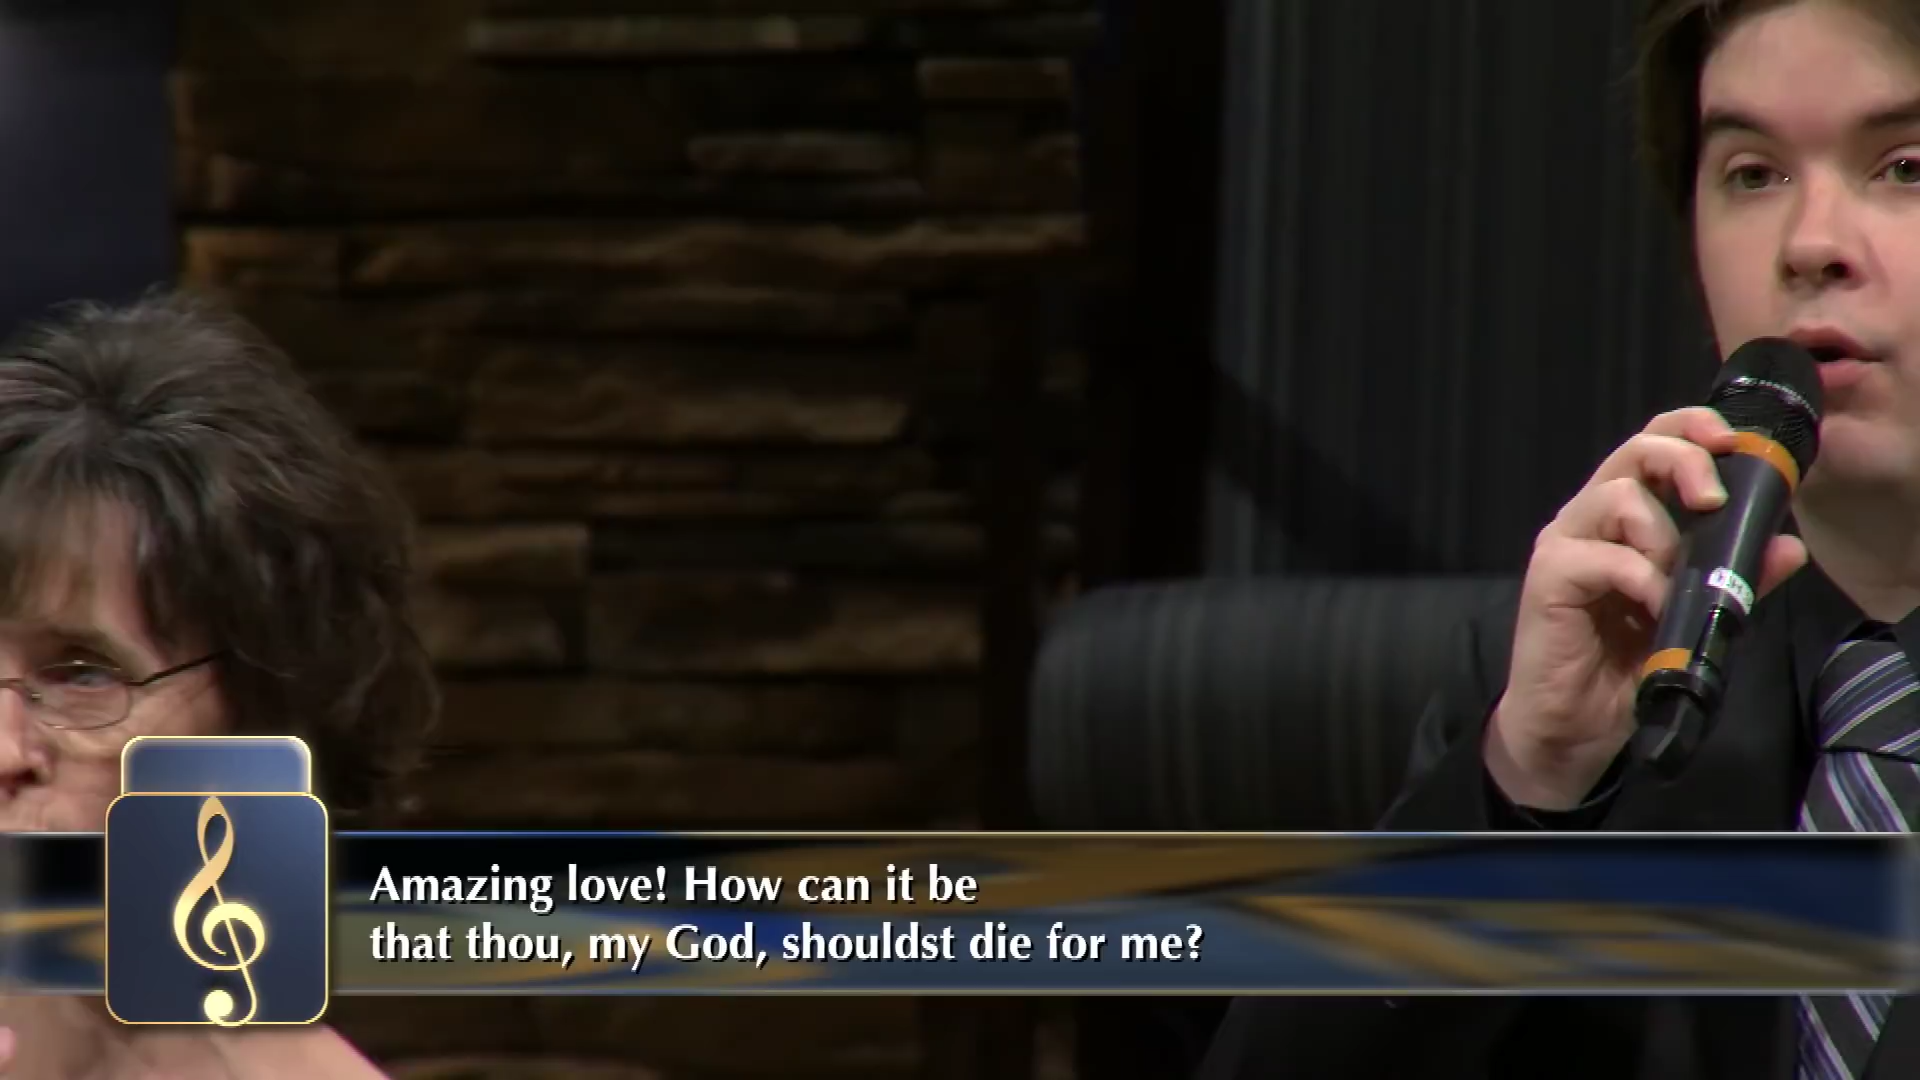 Amazing love! How can it be
that thou, my God, shouldst die for me?